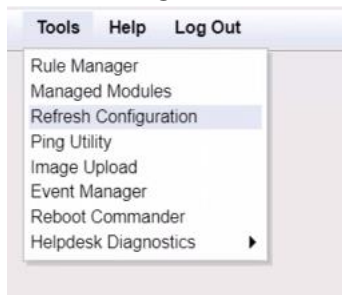 Tools Help Log Out
Rule Manager
Managed Modules
Refresh Configuration
Ping Utility
Image Upload
Event Manager
Reboot Commander
Helpdesk Diagnostics